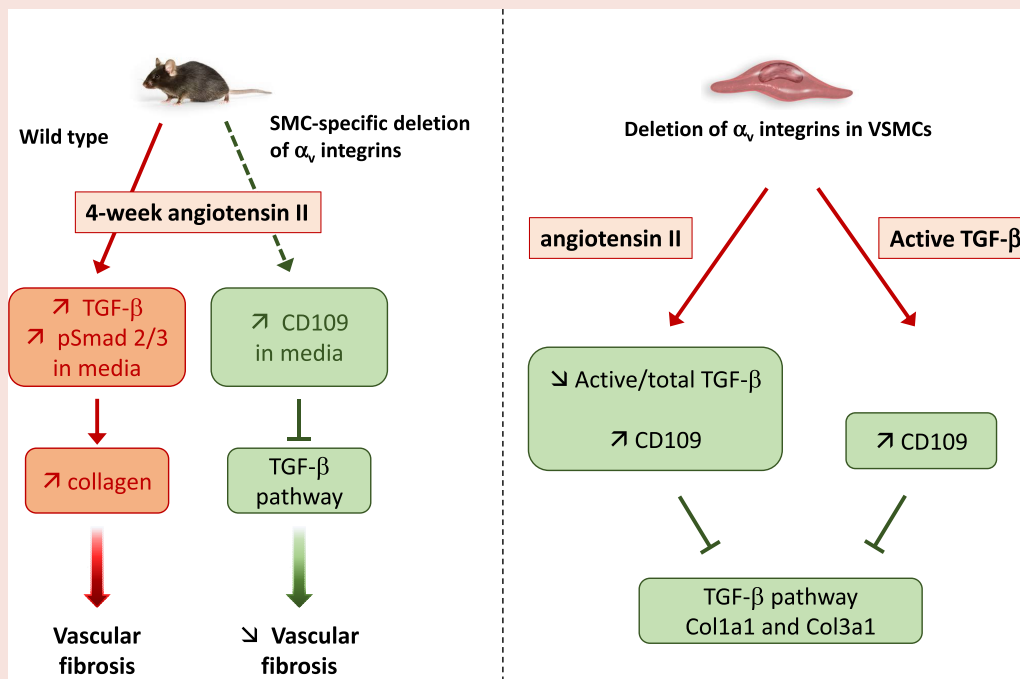 Wild type
SMC-specific deletion
of αv integrins
4-week angiotensin II
↗ TGF-β
↗ pSmad 2/3
in media
↗ CD109
in media
↗ collagen
TGF-β
pathway
Vascular
fibrosis
↘ Vascular
fibrosis
Deletion of αv integrins in VSMCs
angiotensin II
Active TGF-β
↘ Active/total TGF-β
↗ CD109
↗ CD109
TGF-β pathway
Col1a1 and Col3a1